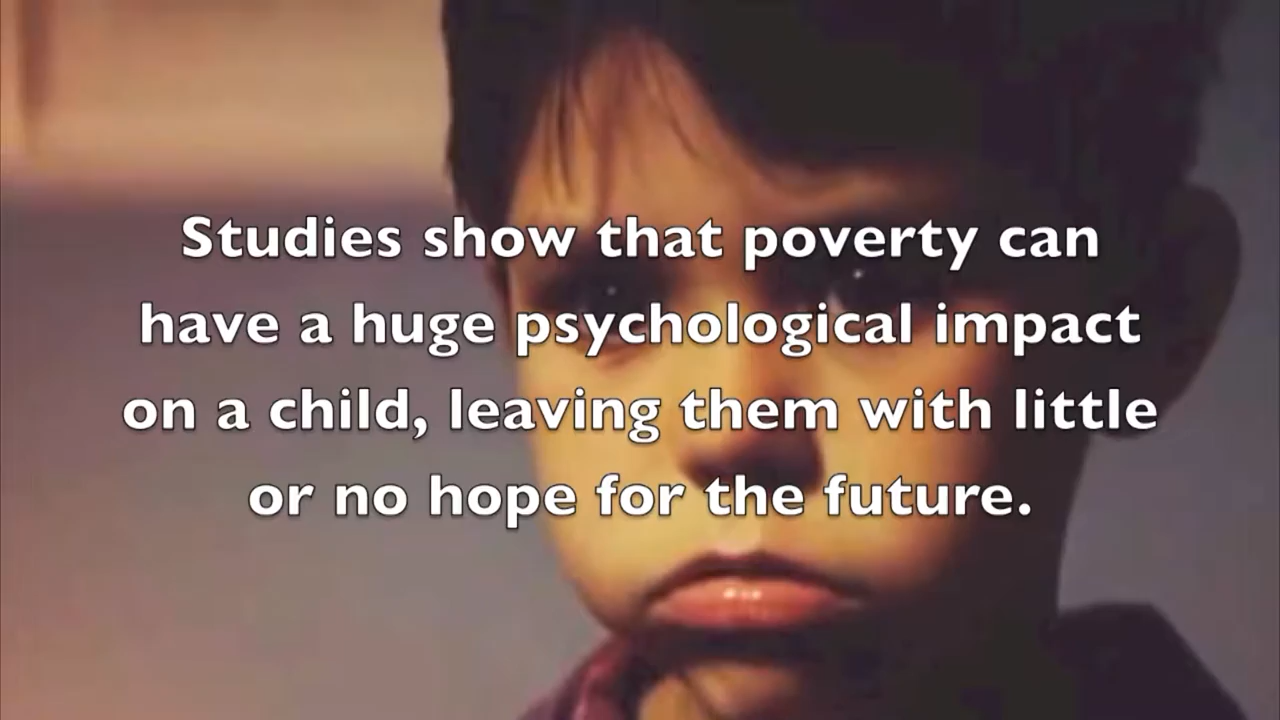 Studies show that poverty can
have a huge psychological impact
on a child, leaving them with little
or no hope for the future.